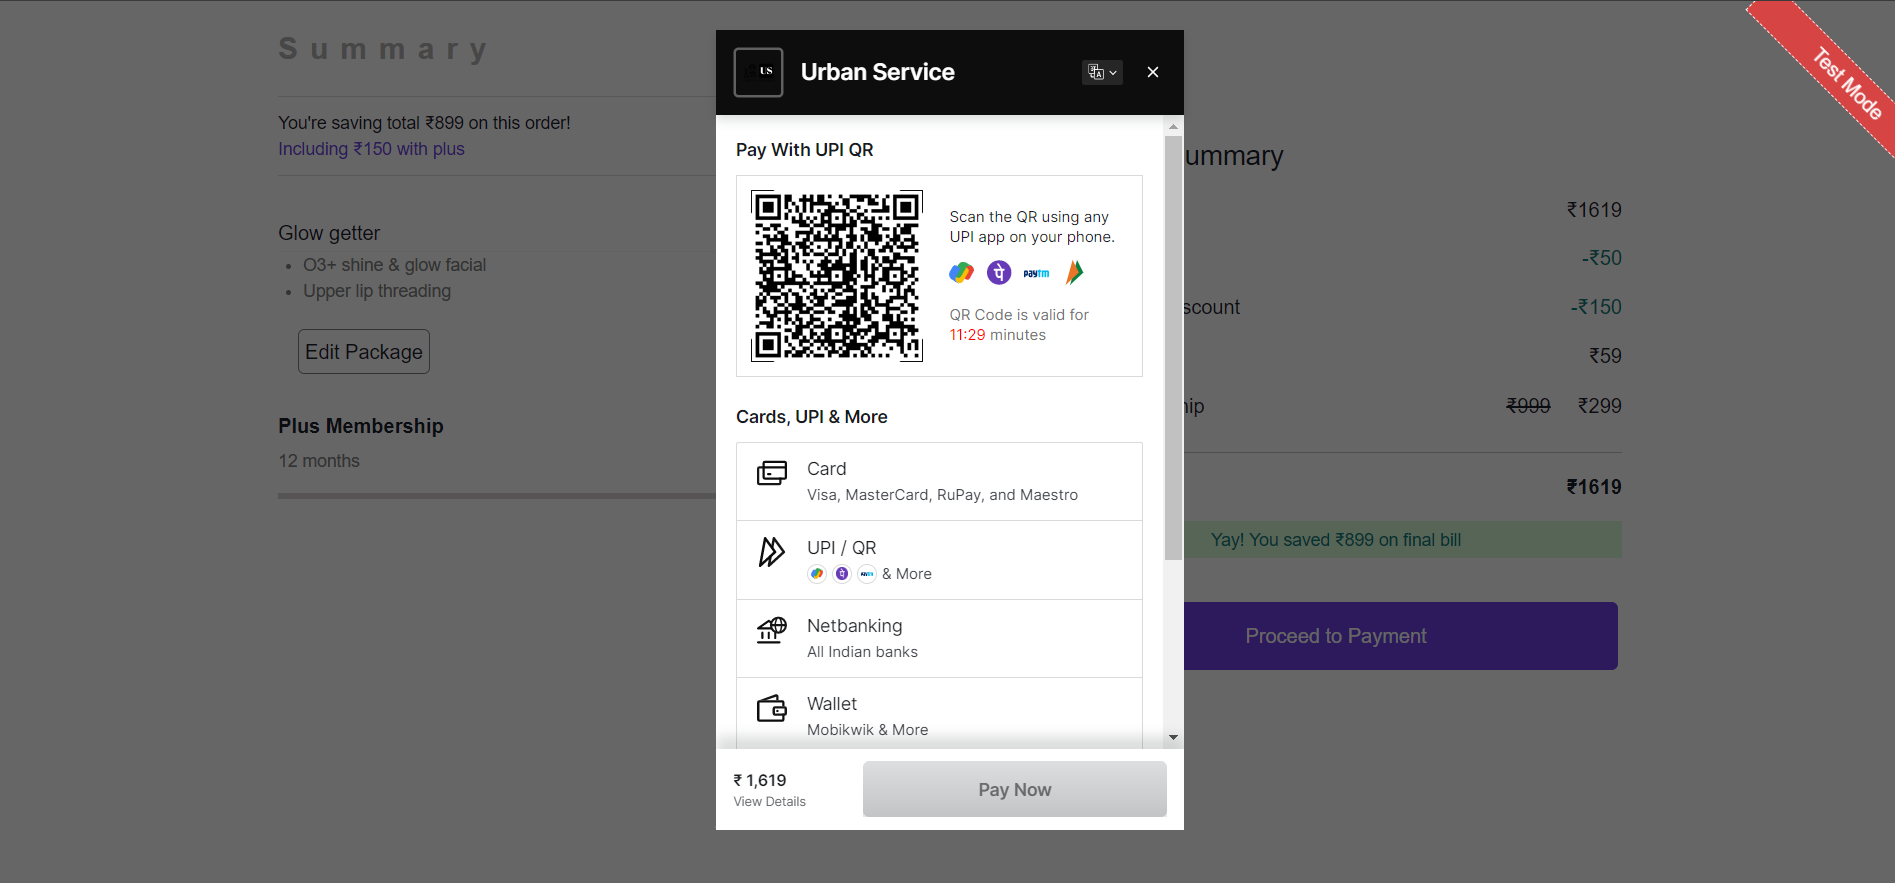 Summary
You're saving total ₹899 on this order!
Including ₹150 with plus
Glow getter
O3+ shine & glow facial
Upper lip threading
Edit Package
Plus Membership
12 months
US
Urban Service
Pay With UPI QR
Scan the QR using any
UPI app on your phone.
paytm
QR Code is valid for
11:29 minutes
Cards, UPI & More
Card
Visa, MasterCard, RuPay, and Maestro
UPI / QR
& More
Netbanking
All Indian banks
Wallet
Mobikwik & More
₹ 1,619
View Details
Pay Now
Test Mode
ummary
₹1619
-₹50
scount -₹150
₹59
ip ₹999 ₹299
₹1619
Yay! You saved ₹899 on final bill
Proceed to Payment